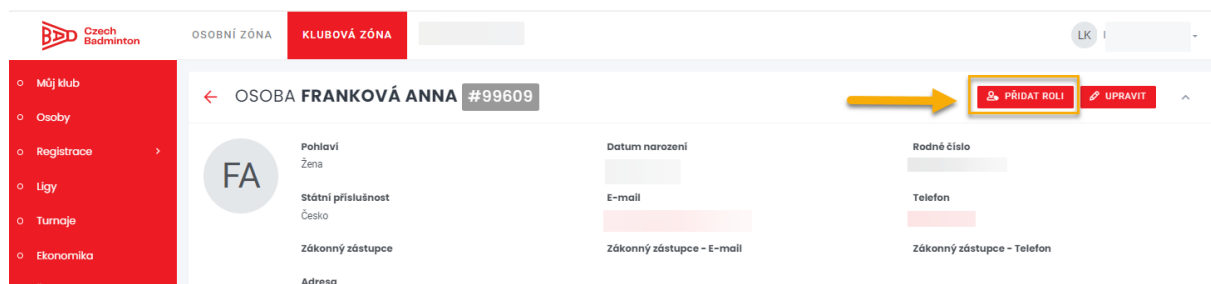 Czech
Badminton
OSOBNÍ ZÓNA
KLUBOVÁ ZÓNA
LK
Můj klub
Osoby
Registrace
Ligy
Turnaje
Ekonomika
OSOBA FRANKOVÁ ANNA #99609
PŘIDAT ROLI
UPRAVIT
FA
Pohlaví
Žena
Datum narození
Rodné číslo
Státní příslušnost
Česko
E-mail
Telefon
Zákonný zástupce
Zákonný zástupce - E-mail
Zákonný zástupce - Telefon
Adresa